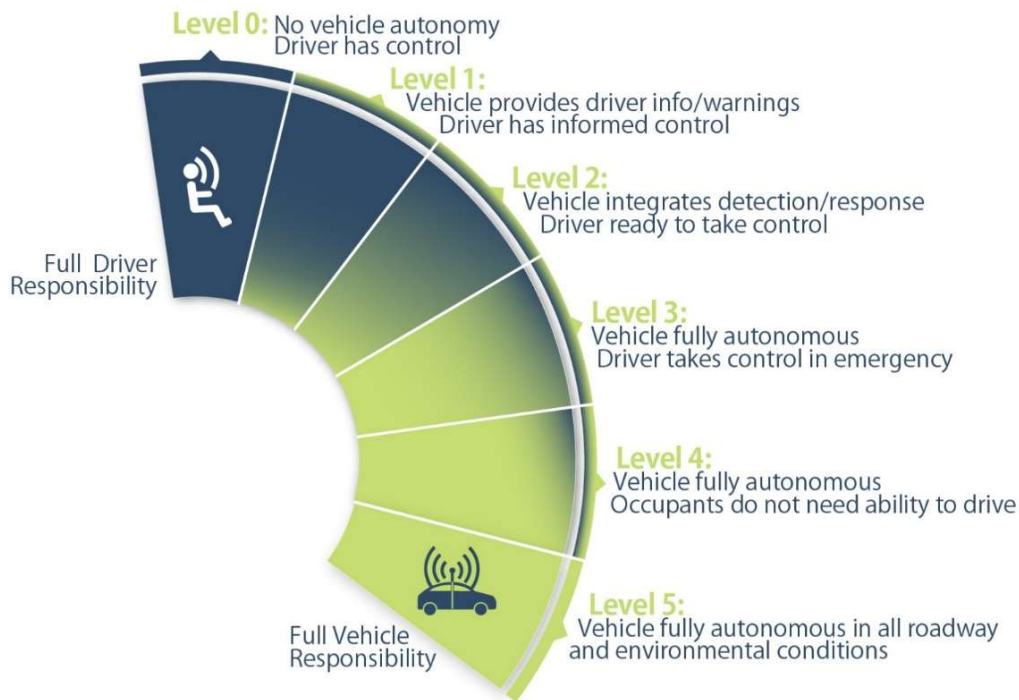 Level 0: No vehicle autonomy
Driver has control
Level 1:
Vehicle provides driver info/warnings
Driver has informed control
Level 2:
Vehicle integrates detection/response
Driver ready to take control
Full Driver
Responsibility
Level 3:
Vehicle fully autonomous
Driver takes control in emergency
Level 4:
Vehicle fully autonomous
Occupants do not need ability to drive
Level 5:
Vehicle fully autonomous in all roadway
and environmental conditions
Full Vehicle
Responsibility